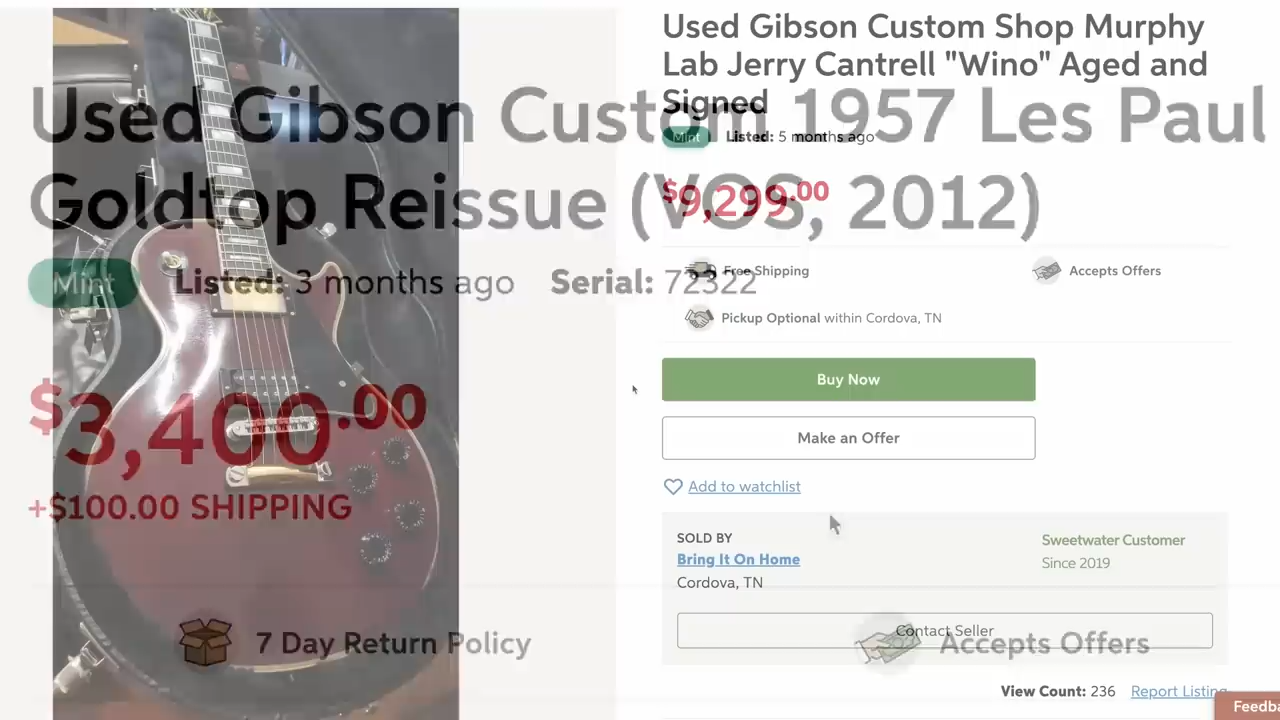 Used Gibson Custom Shop Murphy
Lab Jerry Cantrell "Wino" Aged and
Signed
Mint Listed: 5 months ago
$9,299.00
Free Shipping
Accepts Offers
Pickup Optional within Cordova, TN
Buy Now
Make an Offer
Add to watchlist
SOLD BY
Bring It On Home
Cordova, TN
Sweetwater Customer
Since 2019
Contact Seller
View Count: 236 Report Listing
Used Gibson Custom 1957 Les Paul
Goldtop Reissue (VOS, 2012)
Mint Listed: 3 months ago Serial: 72322
$3,400.00
+$100.00 SHIPPING
7 Day Return Policy
Accepts Offers